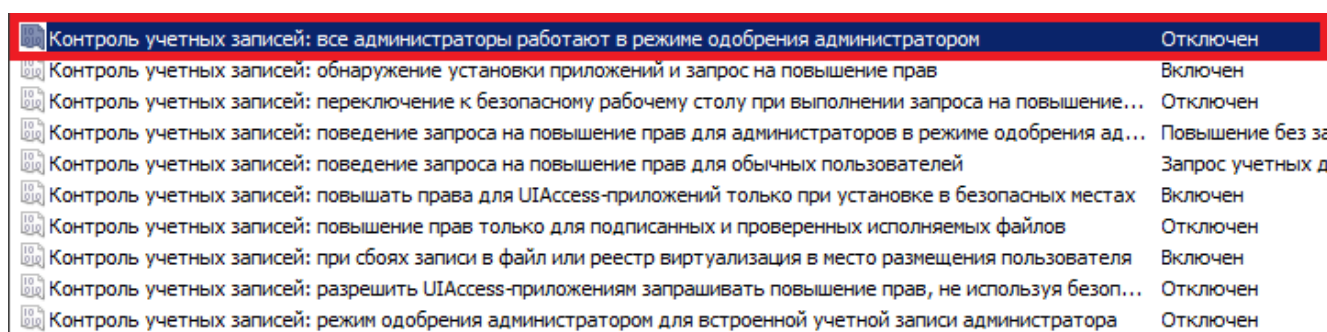 Контроль учетных записей: все администраторы работают в режиме одобрения администратором Отключен
Контроль учетных записей: обнаружение установки приложений и запрос на повышение прав Включен
Контроль учетных записей: переключение к безопасному рабочему столу при выполнении запроса на повышение... Отключен
Контроль учетных записей: поведение запроса на повышение прав для администраторов в режиме одобрения ад... Повышение без за
Контроль учетных записей: поведение запроса на повышение прав для обычных пользователей Запрос учетных д
Контроль учетных записей: повышать права для UIAccess-приложений только при установке в безопасных местах Включен
Контроль учетных записей: повышение прав только для подписанных и проверенных исполняемых файлов Отключен
Контроль учетных записей: при сбоях записи в файл или реестр виртуализация в место размещения пользователя Включен
Контроль учетных записей: разрешить UIAccess-приложениям запрашивать повышение прав, не используя безоп... Отключен
Контроль учетных записей: режим одобрения администратором для встроенной учетной записи администратора Отключен